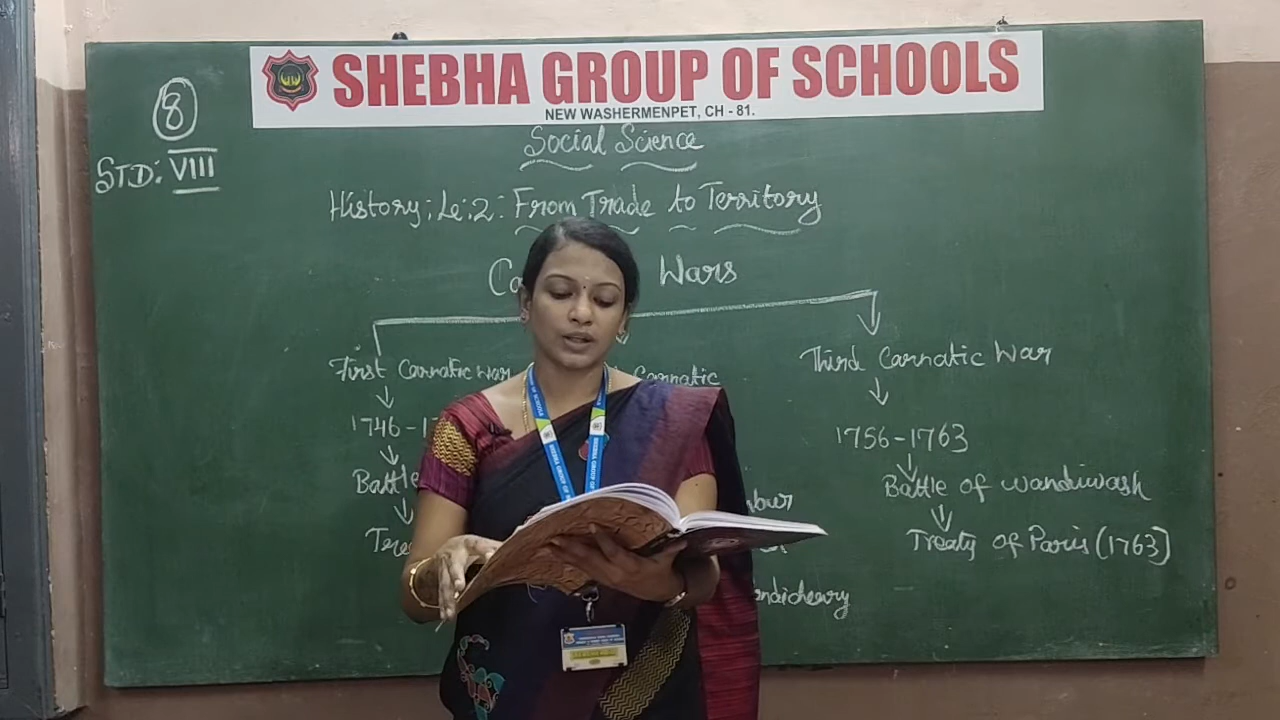 SHEBHA GROUP OF SCHOOLS
NEW WASHERMENPET, CH - 81.
8
STD: VIII
Social Science
History: Le:2: From Trade to Territory
Wars
First Carnatic War
Carnatic
Third Carnatic War
1746 - 1
1756-1763
Battle
Battle of wandiwash
Treaty of Paris (1763)